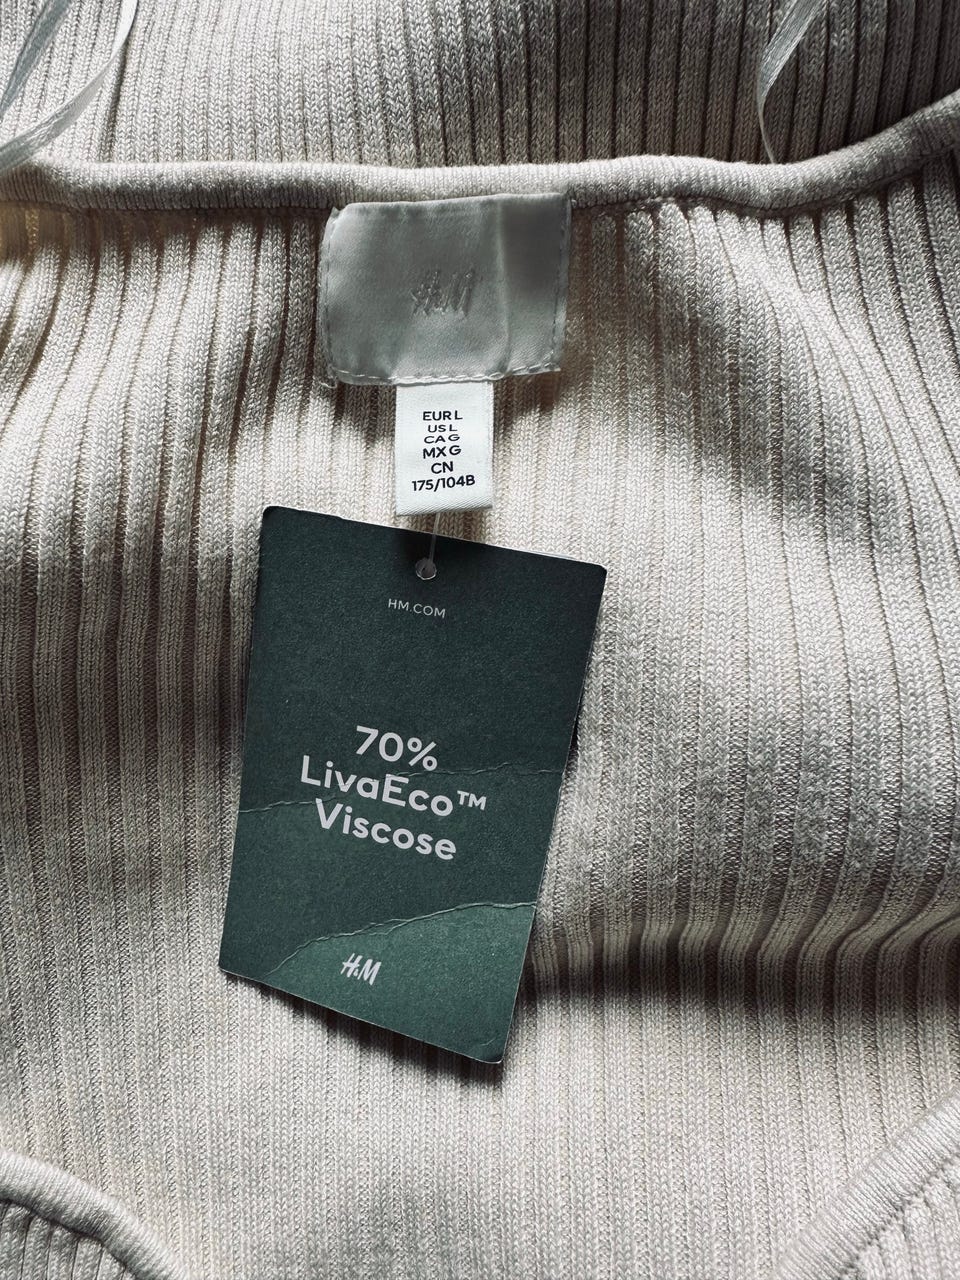 H&M
EUR L
US L
CA G
MX G
CN
175/104B
HM.COM
70%
LivaEco™
Viscose
H&M